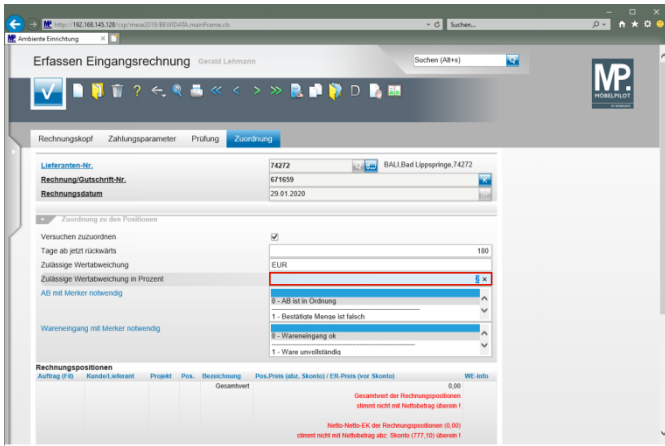 http://192.168.145.128/csp/mese2019/BEWIDATA.mainFrame.cls
Suchen...
Ambiente Einrichtung
Erfassen Eingangsrechnung Gerald Lehmann
Suchen (Alt+s)
MP.
MÖBELPILOT
Rechnungskopf Zahlungsparameter Prüfung Zuordnung
Lieferanten-Nr. 74272 BALI,Bad Lippspringe,74272
Rechnung/Gutschrift-Nr. 671659
Rechnungsdatum 29.01.2020
Zuordnung zu den Positionen
Versuchen zuzuordnen
Tage ab jetzt rückwärts 180
Zulässige Wertabweichung EUR
Zulässige Wertabweichung in Prozent
AB mit Merker notwendig
0 - AB ist in Ordnung
1 - Bestätigte Menge ist falsch
Wareneingang mit Merker notwendig
0 - Wareneingang ok
1 - Ware unvollständig
Rechnungspositionen
Auftrag (Fil) Kunde/Lieferant Projekt Pos. Bezeichnung Pos.Preis (abz. Skonto) / ER-Preis (vor Skonto) WE-Info
Gesamtwert 0,00
Gesamtwert der Rechnungspositionen
stimmt nicht mit Nettobetrag überein !
Netto-Netto-EK der Rechnungspositionen (0,00)
stimmt nicht mit Nettobetrag abz. Skonto (777,10) überein !